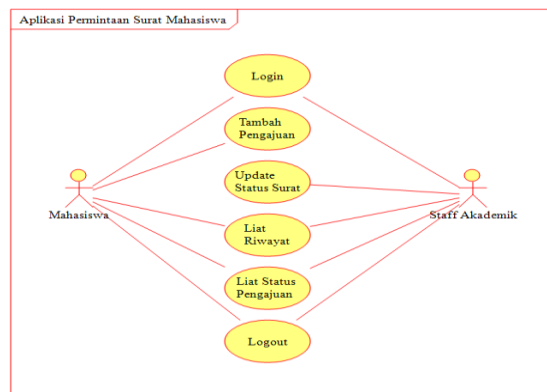 Aplikasi Permintaan Surat Mahasiswa
Login
Tambah
Pengajuan
Update
Status Surat
Mahasiswa
Staff Akademik
Liat
Riwayat
Liat Status
Pengajuan
Logout